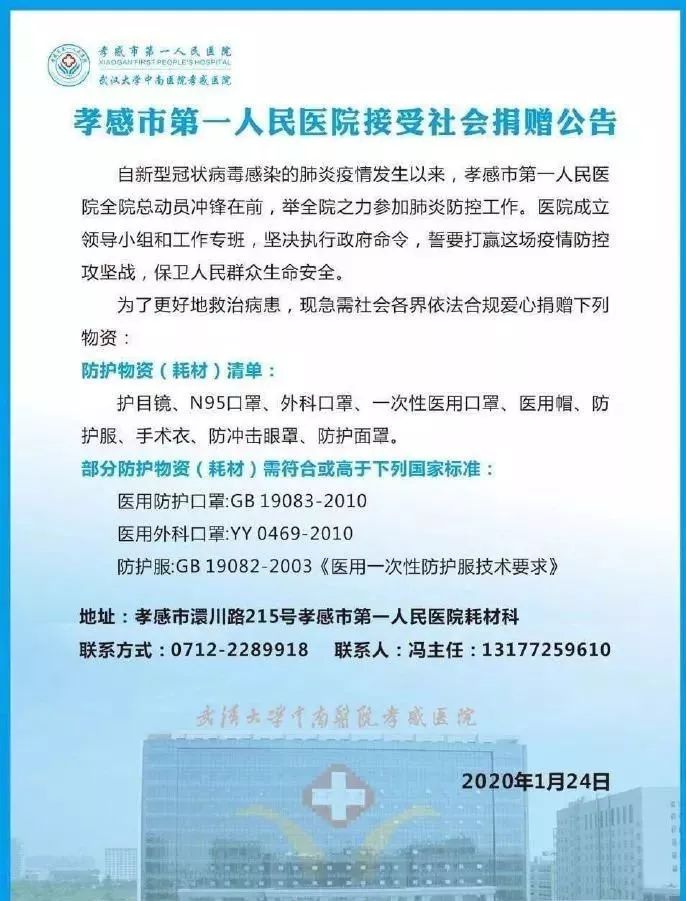 孝感市第一人民医院
XIAOGAN FIRST PEOPLE'S HOSPITAL
武汉大学中南医院孝感医院
孝感市第一人民医院接受社会捐赠公告
自新型冠状病毒感染的肺炎疫情发生以来，孝感市第一人民医
院全院总动员冲锋在前，举全院之力参加肺炎防控工作。医院成立
领导小组和工作专班，坚决执行政府命令，誓要打赢这场疫情防控
攻坚战，保卫人民群众生命安全。
为了更好地救治病患，现急需社会各界依法合规爱心捐赠下列
物资：
防护物资（耗材）清单：
护目镜、N95口罩、外科口罩、一次性医用口罩、医用帽、防
护服、手术衣、防冲击眼罩、防护面罩。
部分防护物资（耗材）需符合或高于下列国家标准：
医用防护口罩:GB 19083-2010
医用外科口罩:YY 0469-2010
防护服:GB 19082-2003《医用一次性防护服技术要求》
地址：孝感市澴川路215号孝感市第一人民医院耗材科
联系方式：0712-2289918 联系人：冯主任：13177259610
武汉大学中南医院孝感医院
2020年1月24日